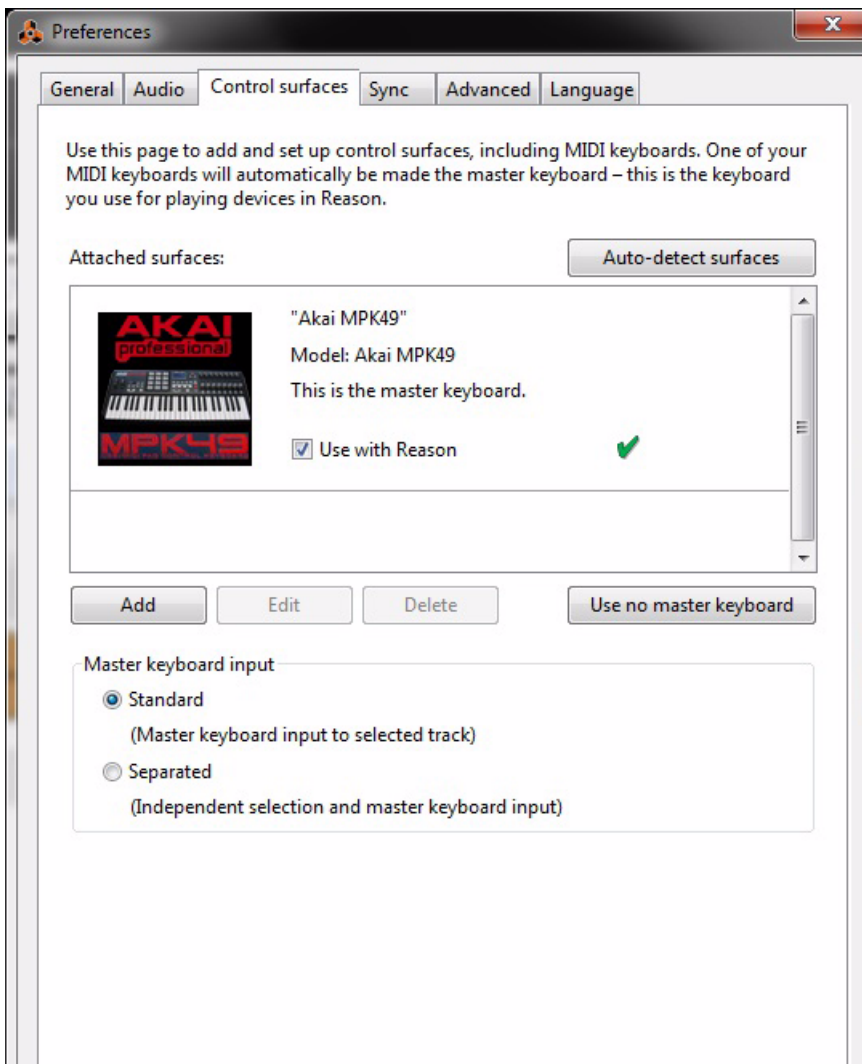 Preferences
General Audio Control surfaces Sync Advanced Language
Use this page to add and set up control surfaces, including MIDI keyboards. One of your
MIDI keyboards will automatically be made the master keyboard – this is the keyboard
you use for playing devices in Reason.
Attached surfaces:
Auto-detect surfaces
AKAI
professional
MPK49
"Akai MPK49"
Model: Akai MPK49
This is the master keyboard.
Use with Reason
Add Edit Delete Use no master keyboard
Master keyboard input
Standard
(Master keyboard input to selected track)
Separated
(Independent selection and master keyboard input)